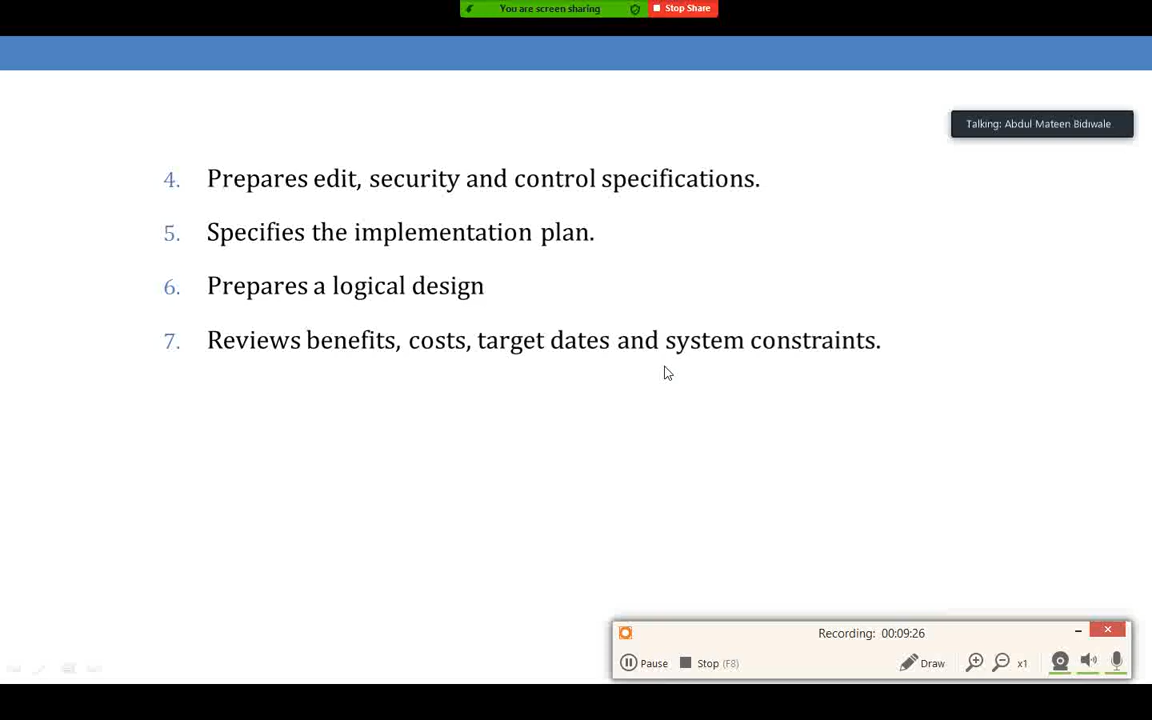 You are screen sharing
Stop Share
Talking: Abdul Mateen Bidiwale
4. Prepares edit, security and control specifications.
5. Specifies the implementation plan.
6. Prepares a logical design
7. Reviews benefits, costs, target dates and system constraints.
Recording: 00:09:26
Pause Stop (F8) Draw x1